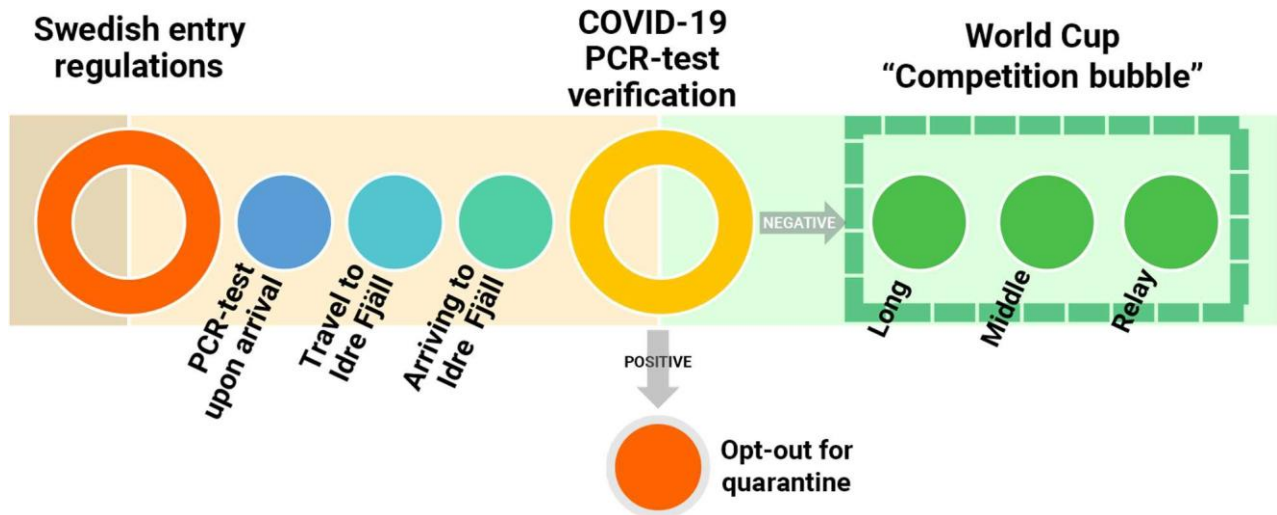 Swedish entry
regulations
COVID-19
PCR-test
verification
World Cup
“Competition bubble”
PCR-test
upon arrival
Travel to
Idre Fjäll
Arriving to
Idre Fjäll
NEGATIVE
Long
Middle
Relay
POSITIVE
Opt-out for
quarantine